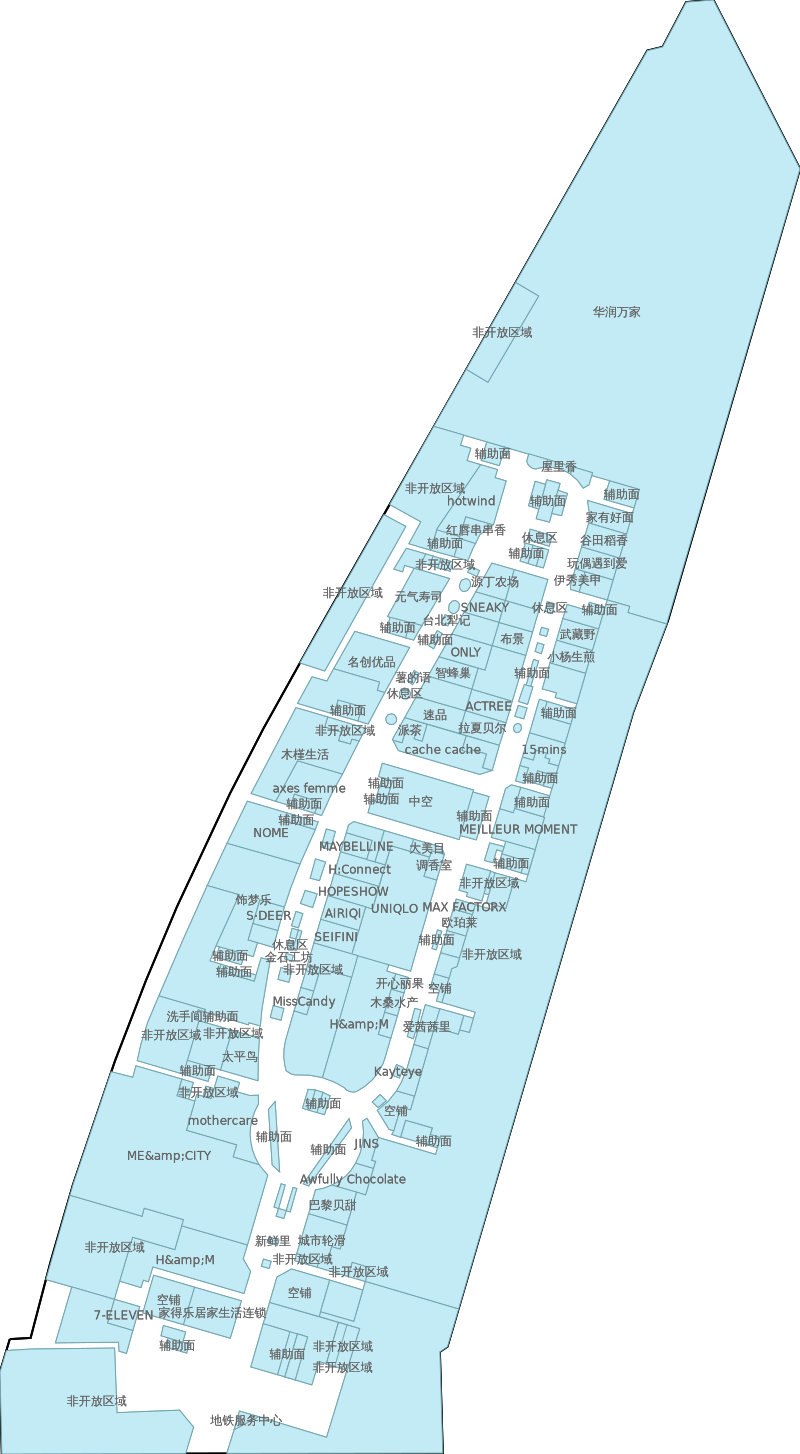 华润万家
非开放区域
辅助面
屋里香
非开放区域
辅助面
hotwind
辅助面
家有好面
红唇串串香
休息区
谷田稻香
辅助面
辅助面
非开放区域
玩偶遇到爱
源丁农场
伊秀美甲
非开放区域
元气寿司
SNEAKY
休息区
辅助面
台北犁记
辅助面
武藏野
辅助面
布景
ONLY
小杨生煎
名创优品
智蜂巢
辅助面
薯的语
休息区
ACTREE
辅助面
速品
辅助面
非开放区域
派茶
拉夏贝尔
木槿生活
cache cache
15mins
辅助面
辅助面
axes femme
辅助面
中空
辅助面
辅助面
辅助面
辅助面
NOME
MEILLEUR MOMENT
MAYBELLINE
大美目
H:Connect
调香室
辅助面
非开放区域
HOPESHOW
饰梦乐
S·DEER
AIRIQI
UNIQLO
MAX FACTORX
欧珀莱
SEIFINI
休息区
辅助面
辅助面
金石工坊
非开放区域
辅助面
非开放区域
开心丽果
空铺
MissCandy
木桑水产
洗手间辅助面
H&amp;M
爱茜茜里
非开放区域
非开放区域
太平鸟
辅助面
Kayteye
非开放区域
辅助面
空铺
mothercare
辅助面
辅助面
JINS
辅助面
ME&amp;CITY
Awfully Chocolate
巴黎贝甜
新鲜里
城市轮滑
非开放区域
H&amp;M
非开放区域
非开放区域
空铺
空铺
7-ELEVEN
家得乐居家生活连锁
辅助面
辅助面
非开放区域
非开放区域
非开放区域
地铁服务中心